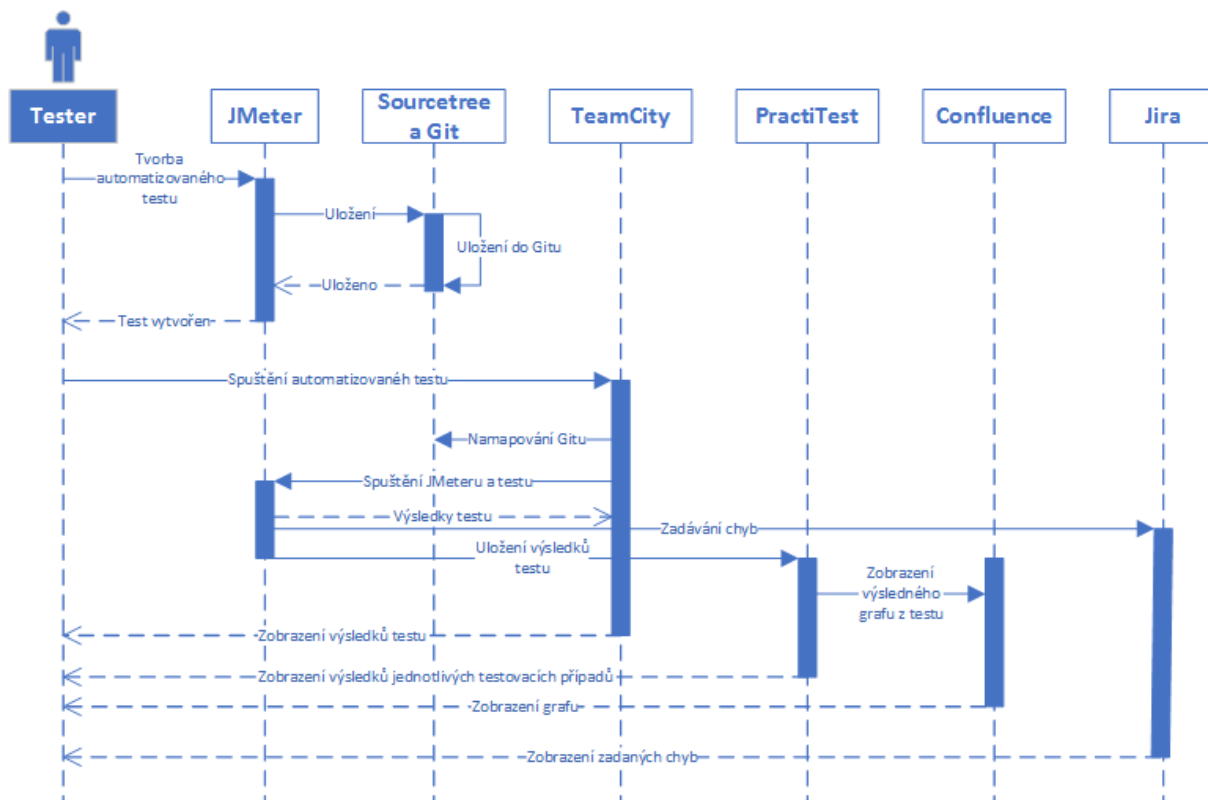 Tester
JMeter
Sourcetree
a Git
TeamCity
PractiTest
Confluence
Jira
Tvorba
automatizovaného
testu
Uložení
Uložení do Gitu
Uloženo
Test vytvořen
Spuštění automatizovanéh testu
Namapování Gitu
Spuštění JMeteru a testu
Výsledky testu
Zadávání chyb
Uložení výsledků
testu
Zobrazení
výsledného
grafu z testu
Zobrazení výsledků testu
Zobrazení výsledků jednotlivých testovacích případů
Zobrazení grafu
Zobrazení zadaných chyb